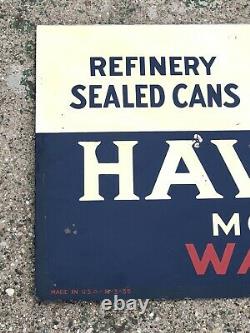 REFINERY
SEALED CANS
HAV
MO
WA
MADE IN U.S.A.